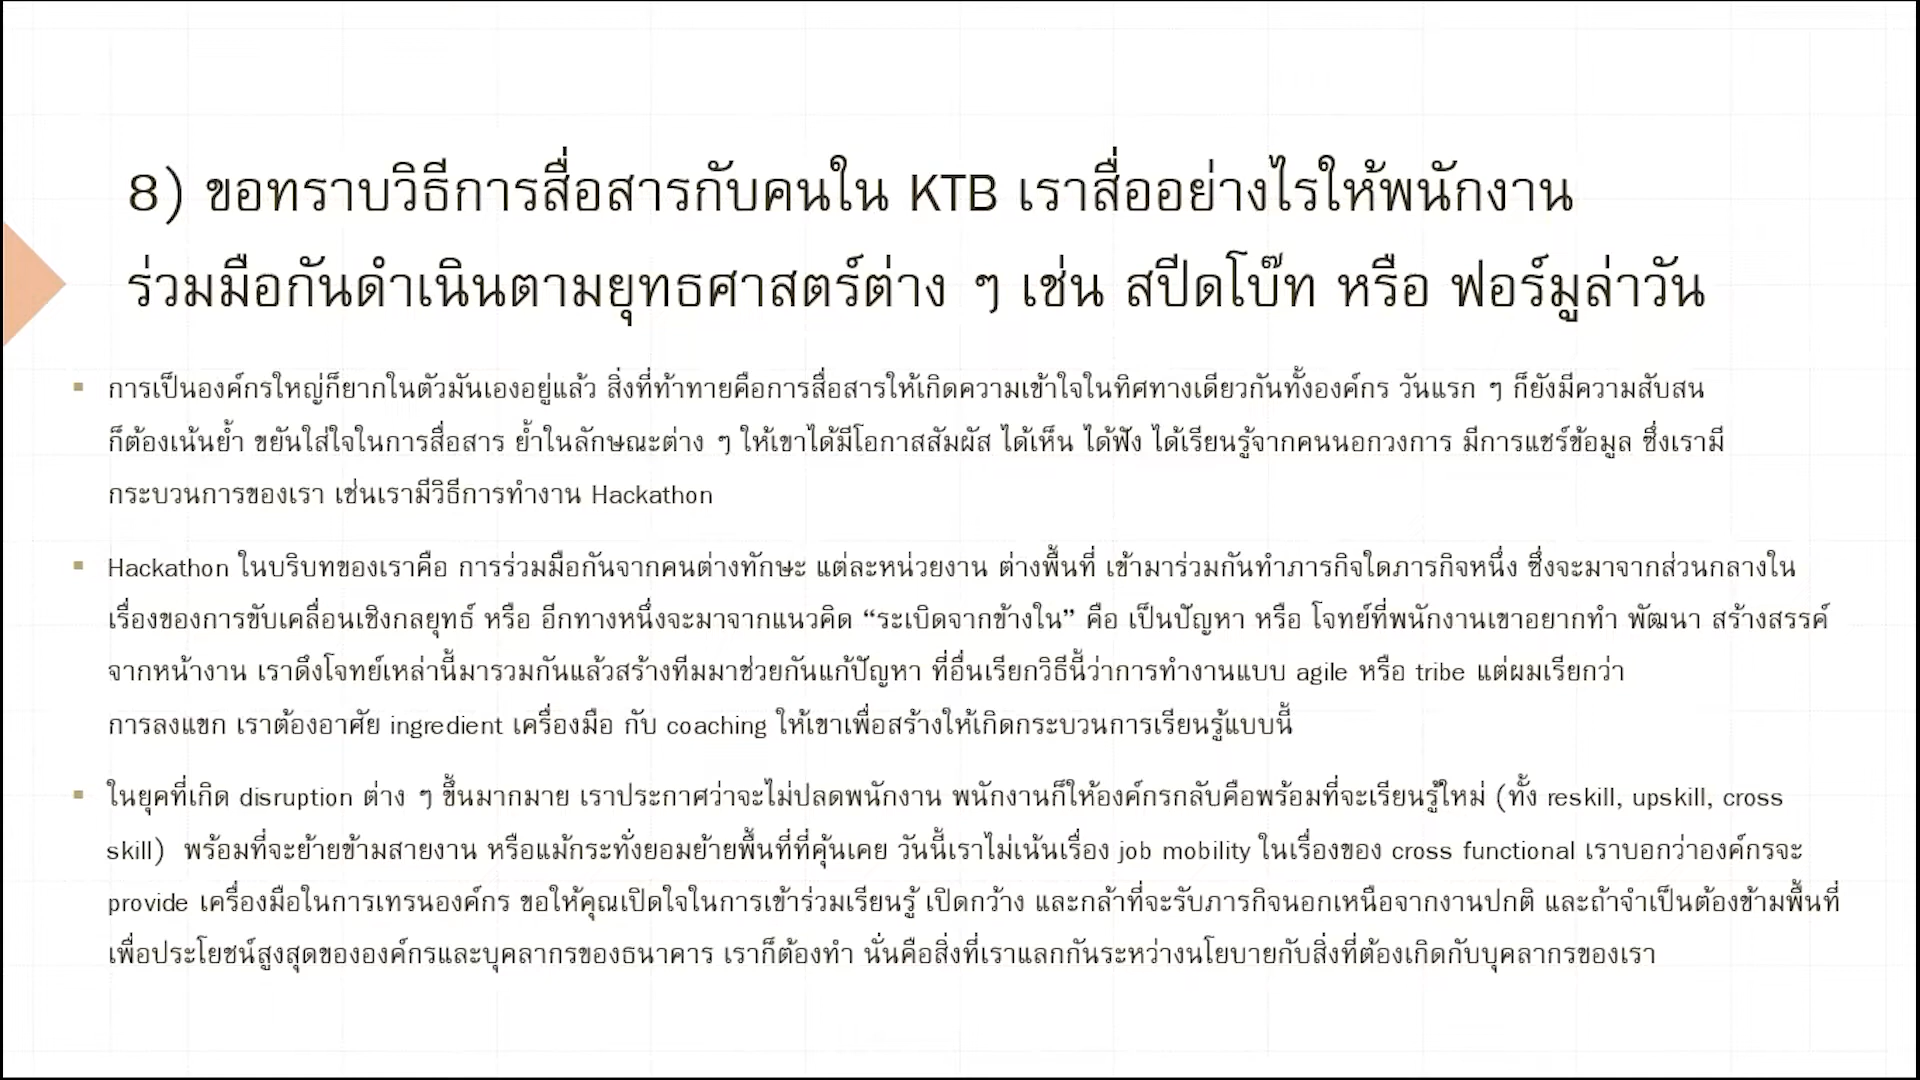 8) ขอทราบวิธีการสื่อสารกับคนใน KTB เราสื่ออย่างไรให้พนักงาน
ร่วมมือกันดำเนินตามยุทธศาสตร์ต่าง ๆ เช่น สปีดโบ๊ท หรือ ฟอร์มูล่าวัน
▪ การเป็นองค์กรใหญ่ก็ยากในตัวมันเองอยู่แล้ว สิ่งที่ท้าทายคือการสื่อสารให้เกิดความเข้าใจในทิศทางเดียวกันทั้งองค์กร วันแรก ๆ ก็ยังมีความสับสน
ก็ต้องเน้นย้ำ ขยันใส่ใจในการสื่อสาร ย้ำในลักษณะต่าง ๆ ให้เขาได้มีโอกาสสัมผัส ได้เห็น ได้ฟัง ได้เรียนรู้จากคนนอกวงการ มีการแชร์ข้อมูล ซึ่งเรามี
กระบวนการของเรา เช่นเรามีวิธีการทำงาน Hackathon
▪ Hackathon ในบริบทของเราคือ การร่วมมือกันจากคนต่างทักษะ แต่ละหน่วยงาน ต่างพื้นที่ เข้ามาร่วมกันทำภารกิจใดภารกิจหนึ่ง ซึ่งจะมาจากส่วนกลางใน
เรื่องของการขับเคลื่อนเชิงกลยุทธ์ หรือ อีกทางหนึ่งจะมาจากแนวคิด “ระเบิดจากข้างใน” คือ เป็นปัญหา หรือ โจทย์ที่พนักงานเขาอยากทำ พัฒนา สร้างสรรค์
จากหน้างาน เราดึงโจทย์เหล่านี้มารวมกันแล้วสร้างทีมมาช่วยกันแก้ปัญหา ที่อื่นเรียกวิธีนี้ว่าการทำงานแบบ agile หรือ tribe แต่ผมเรียกว่า
การลงแขก เราต้องอาศัย ingredient เครื่องมือ กับ coaching ให้เขาเพื่อสร้างให้เกิดกระบวนการเรียนรู้แบบนี้
▪ ในยุคที่เกิด disruption ต่าง ๆ ขึ้นมากมาย เราประกาศว่าจะไม่ปลดพนักงาน พนักงานก็ให้องค์กรกลับคือพร้อมที่จะเรียนรู้ใหม่ (ทั้ง reskill, upskill, cross
skill) พร้อมที่จะย้ายข้ามสายงาน หรือแม้กระทั่งยอมย้ายพื้นที่ที่คุ้นเคย วันนี้เราไม่เน้นเรื่อง job mobility ในเรื่องของ cross functional เราบอกว่าองค์กรจะ
provide เครื่องมือในการเทรนองค์กร ขอให้คุณเปิดใจในการเข้าร่วมเรียนรู้ เปิดกว้าง และกล้าที่จะรับภารกิจนอกเหนือจากงานปกติ และถ้าจำเป็นต้องข้ามพื้นที่
เพื่อประโยชน์สูงสุดขององค์กรและบุคลากรของธนาคาร เราก็ต้องทำ นั่นคือสิ่งที่เราแลกกันระหว่างนโยบายกับสิ่งที่ต้องเกิดกับบุคลากรของเรา